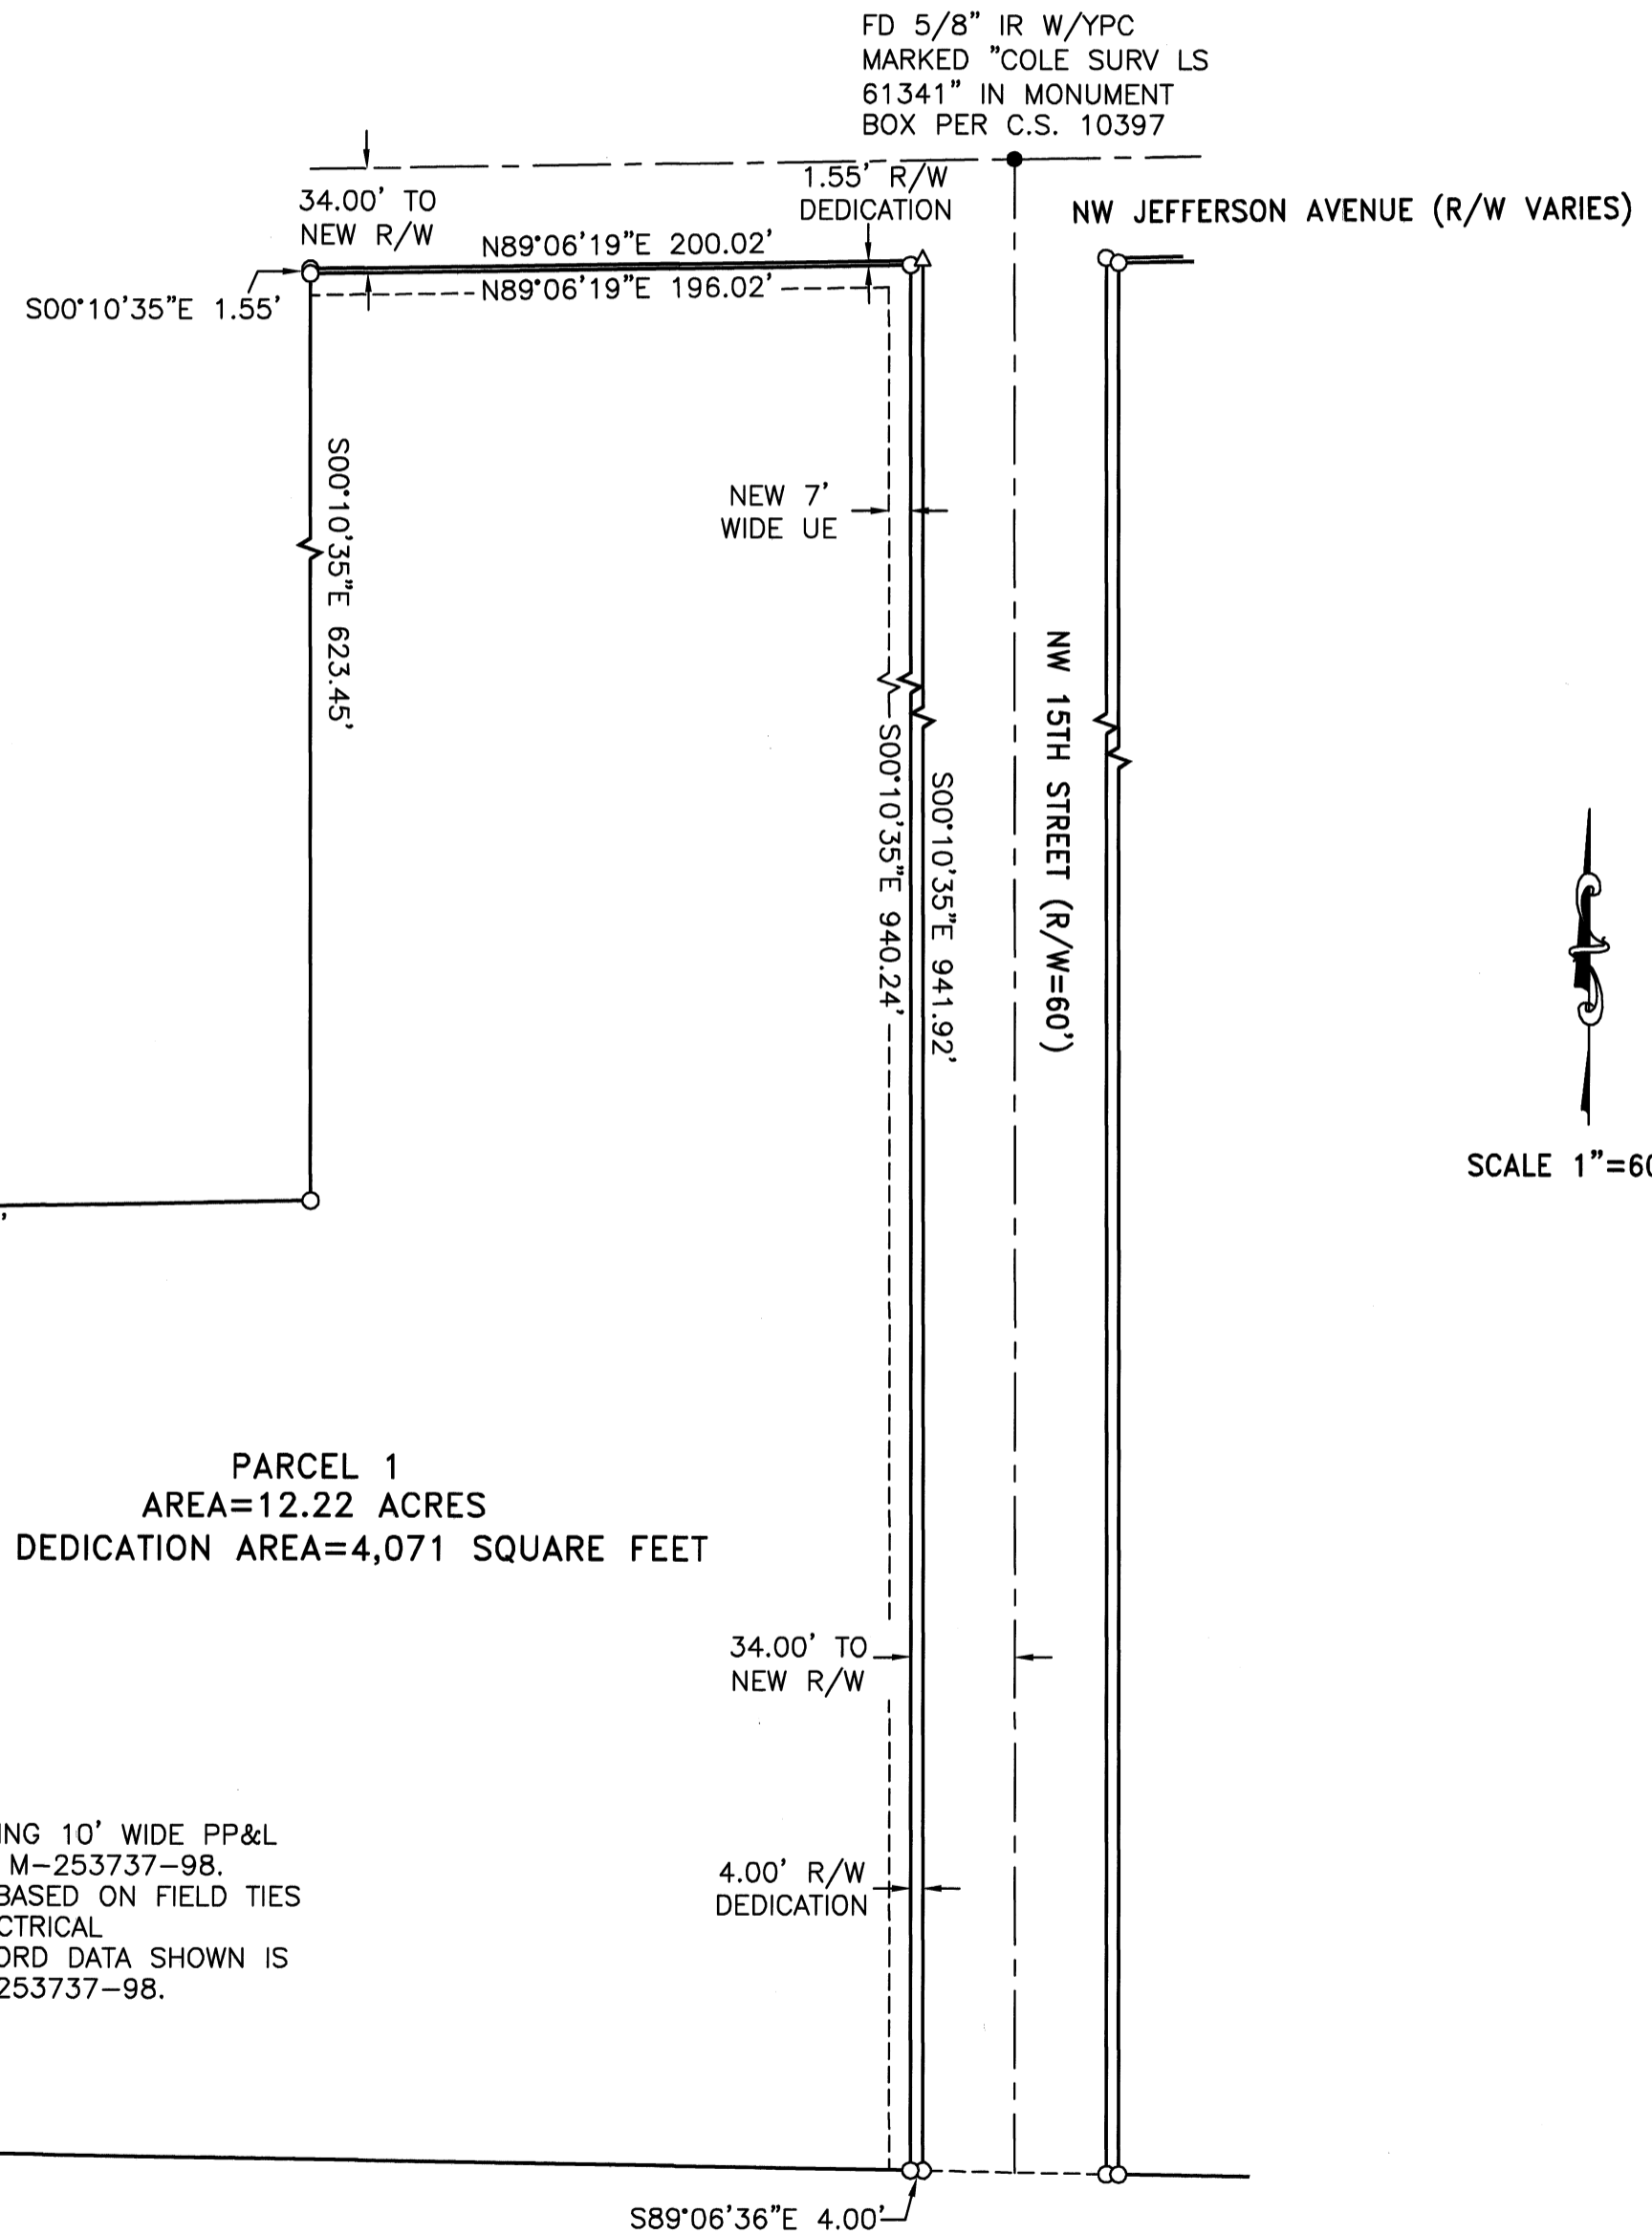 FD 5/8" IR W/YPC
MARKED "COLE SURV LS
61341" IN MONUMENT
BOX PER C.S. 10397
34.00' TO
NEW R/W
1.55' R/W
DEDICATION
NW JEFFERSON AVENUE (R/W VARIES)
N89°06'19"E 200.02'
N89°06'19"E 196.02'
S00°10'35"E 1.55'
S00°10'35"E 623.45'
NEW 7'
WIDE UE
S00°10'35"E 940.24'
S00°10'35"E 941.92'
NW 15TH STREET (R/W=60')
SCALE 1"=60
PARCEL 1
AREA=12.22 ACRES
DEDICATION AREA=4,071 SQUARE FEET
34.00' TO
NEW R/W
ING 10' WIDE PP&L
M-253737-98.
BASED ON FIELD TIES
CTRICAL
ORD DATA SHOWN IS
253737-98.
4.00' R/W
DEDICATION
S89°06'36"E 4.00'